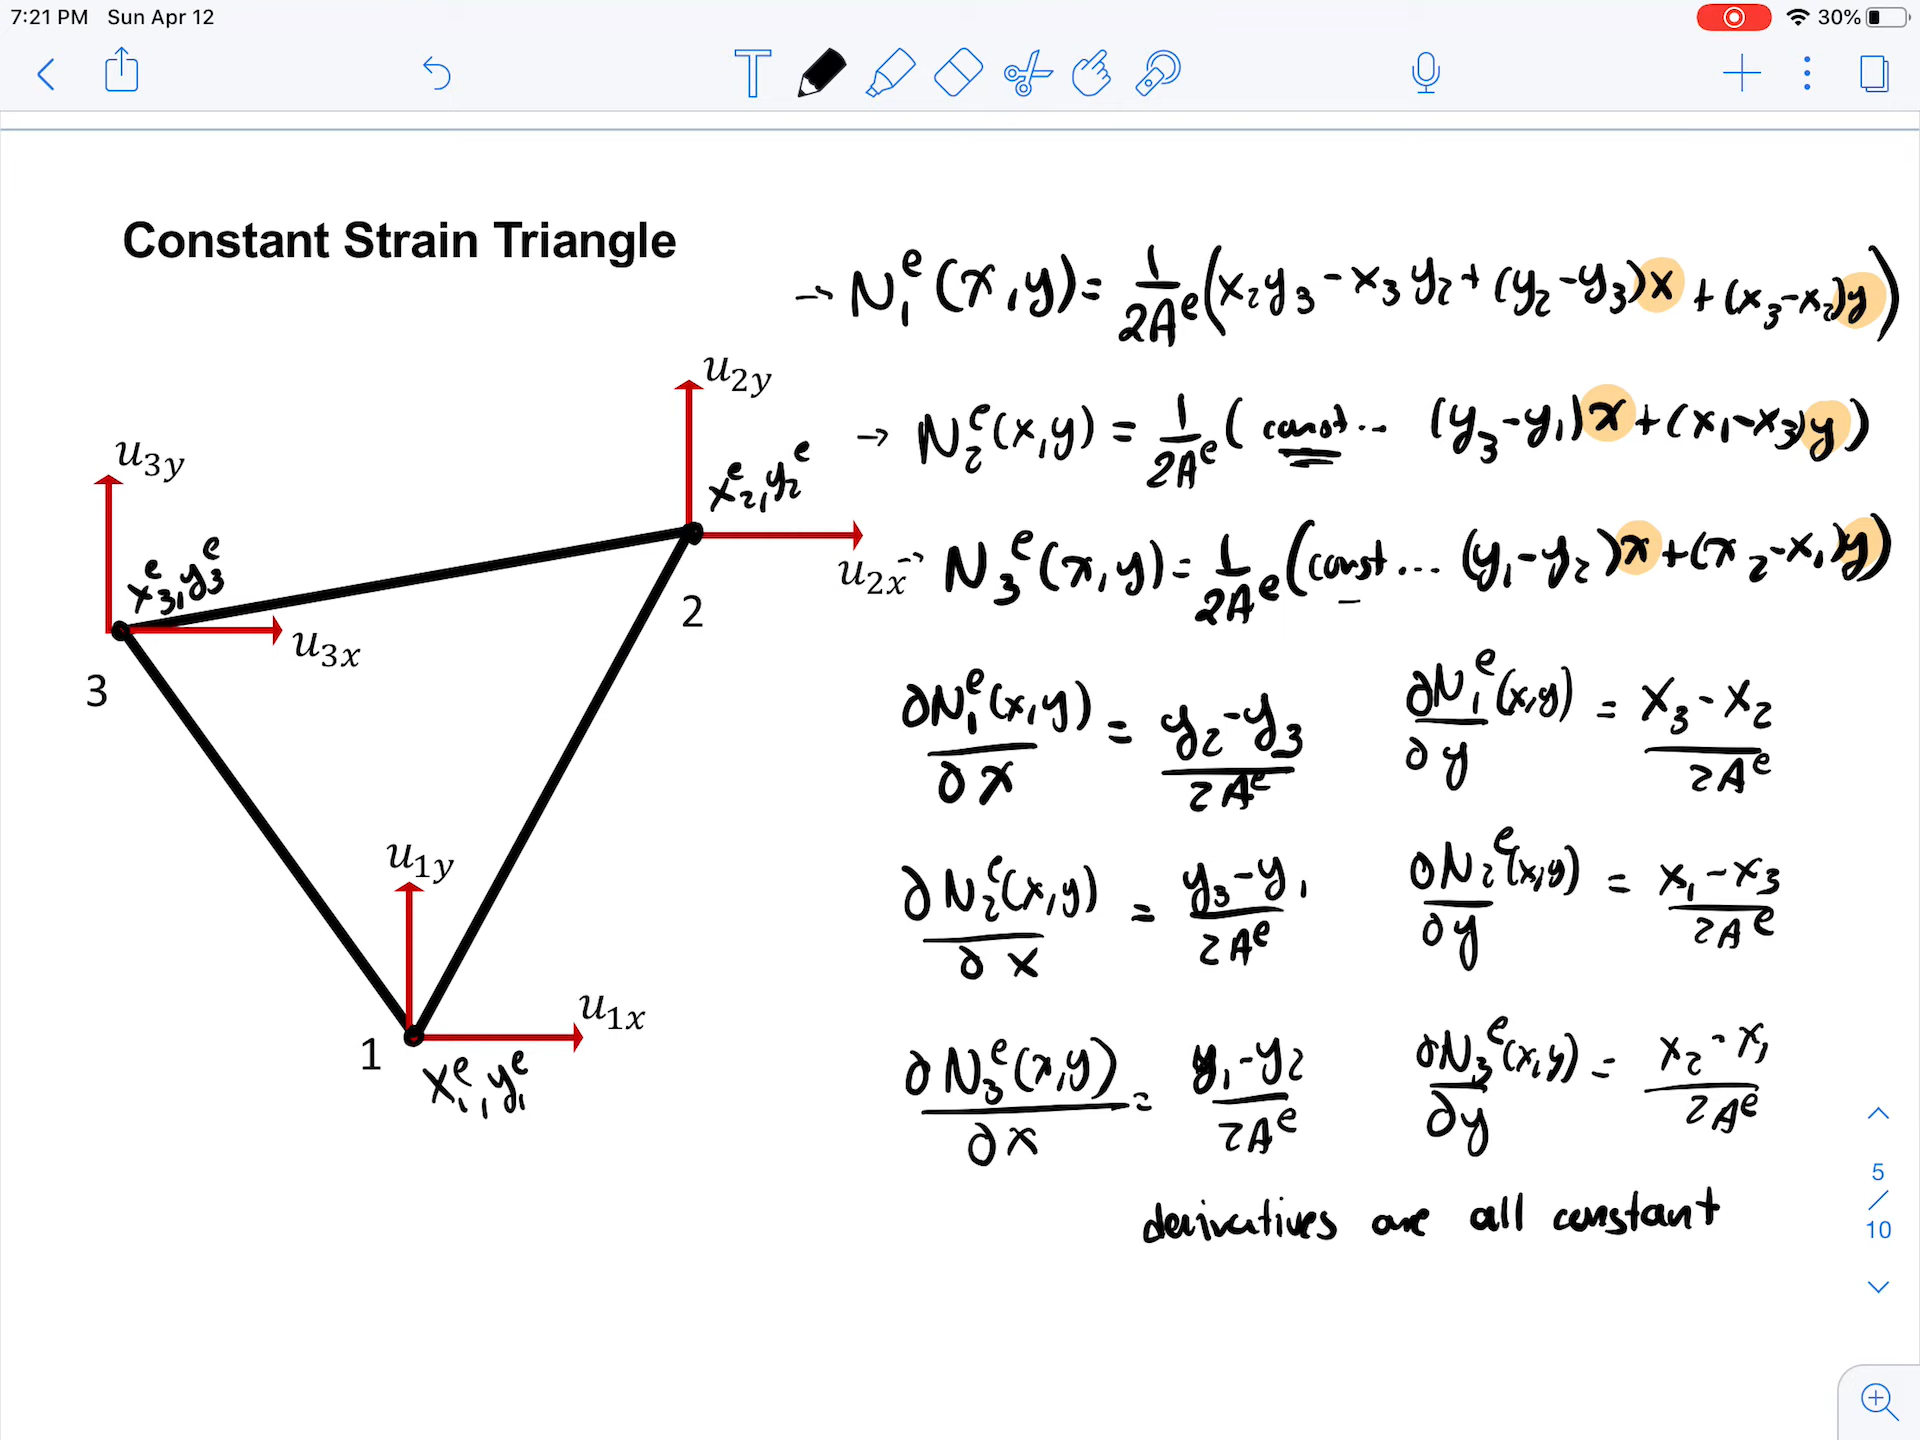 7:21 PM Sun Apr 12
30%
Constant Strain Triangle
→ N₁ᵉ(x,y) = 1/2Aᵉ (x₂y₃ - x₃y₂ + (y₂-y₃)x + (x₃-x₂)y)
→ N₂ᵉ(x,y) = 1/2Aᵉ ( const... (y₃-y₁)x + (x₁-x₃)y)
→ N₃ᵉ(x,y) = 1/2Aᵉ (const... (y₁-y₂)x + (x₂-x₁)y)
u₂y
x₂ᵉ, y₂ᵉ
u₃y
x₃ᵉ, y₃ᵉ
u₂x
2
u₃x
3
∂N₁ᵉ(x,y)/∂x = y₂-y₃/2Aᵉ ∂N₁ᵉ(x,y)/∂y = x₃-x₂/2Aᵉ
∂N₂ᵉ(x,y)/∂x = y₃-y₁/2Aᵉ ∂N₂ᵉ(x,y)/∂y = x₁-x₃/2Aᵉ
∂N₃ᵉ(x,y)/∂x = y₁-y₂/2Aᵉ ∂N₃ᵉ(x,y)/∂y = x₂-x₁/2Aᵉ
u₁y
u₁x
1
x₁ᵉ, y₁ᵉ
derivatives are all constant
5
/
10